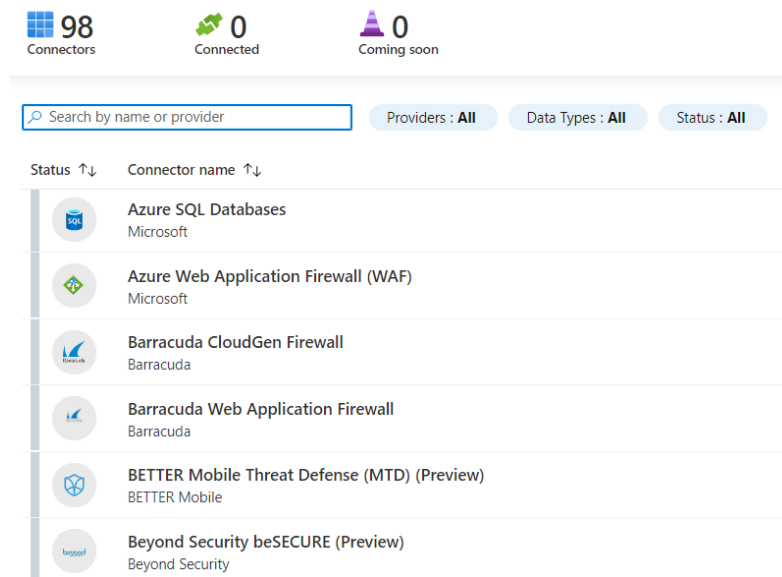 98
Connectors
0
Connected
0
Coming soon
Search by name or provider
Providers : All
Data Types : All
Status : All
Status ↑↓
Connector name ↑↓
SQL
Azure SQL Databases
Microsoft
Azure Web Application Firewall (WAF)
Microsoft
Barracuda
Barracuda CloudGen Firewall
Barracuda
Barracuda Web Application Firewall
Barracuda
BETTER Mobile Threat Defense (MTD) (Preview)
BETTER Mobile
beyond
Beyond Security beSECURE (Preview)
Beyond Security